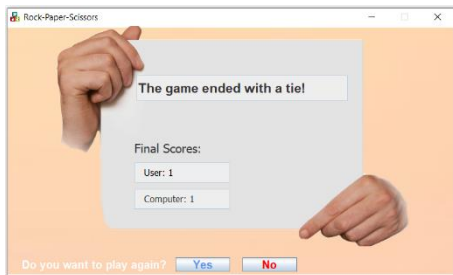 Rock-Paper-Scissors
The game ended with a tie!
Final Scores:
User: 1
Computer: 1
Do you want to play again? Yes No